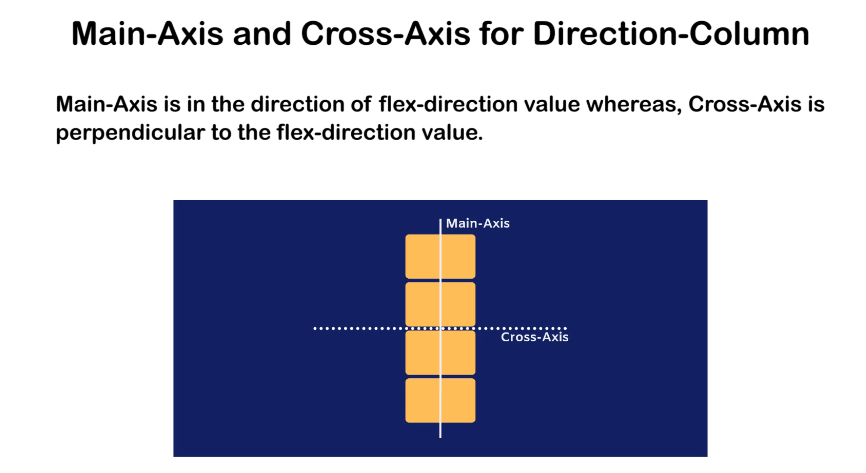 Main-Axis and Cross-Axis for Direction-Column
Main-Axis is in the direction of flex-direction value whereas, Cross-Axis is
perpendicular to the flex-direction value.
Main-Axis
Cross-Axis